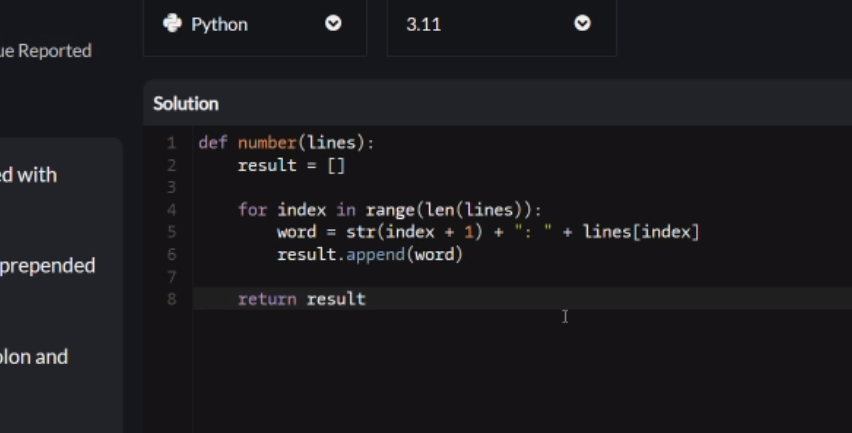 Python
3.11
ue Reported
Solution
ed with
prepended
olon and
1 def number(lines):
2     result = []
3
4     for index in range(len(lines)):
5         word = str(index + 1) + ": " + lines[index]
6         result.append(word)
7
8     return result